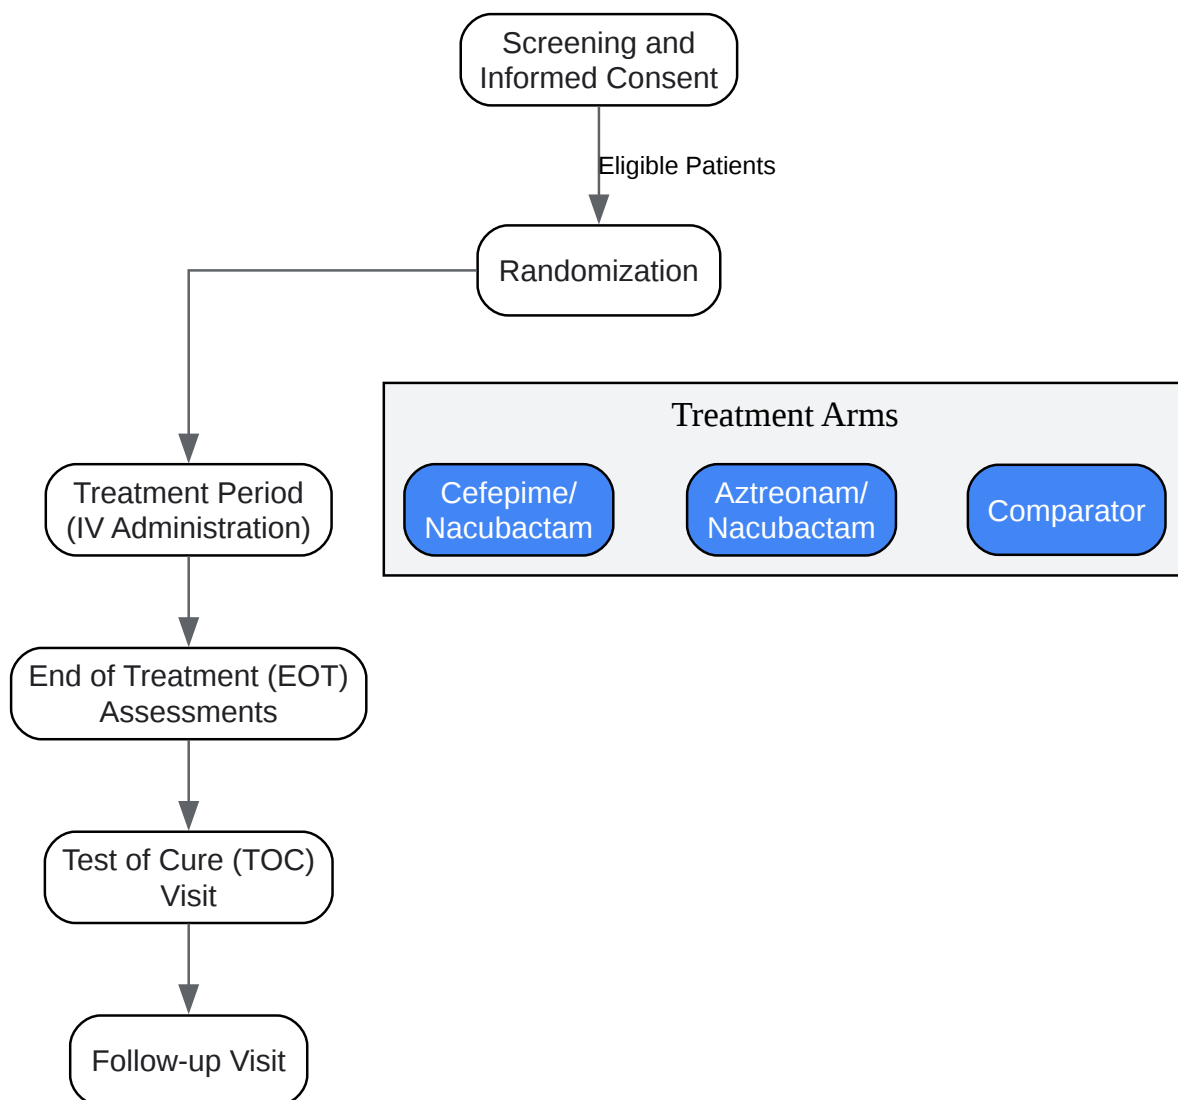 Screening and
Informed Consent
Eligible Patients
Randomization
Treatment Arms
Treatment Period
(IV Administration)
Cefepime/
Nacubactam
Aztreonam/
Nacubactam
Comparator
End of Treatment (EOT)
Assessments
Test of Cure (TOC)
Visit
Follow-up Visit